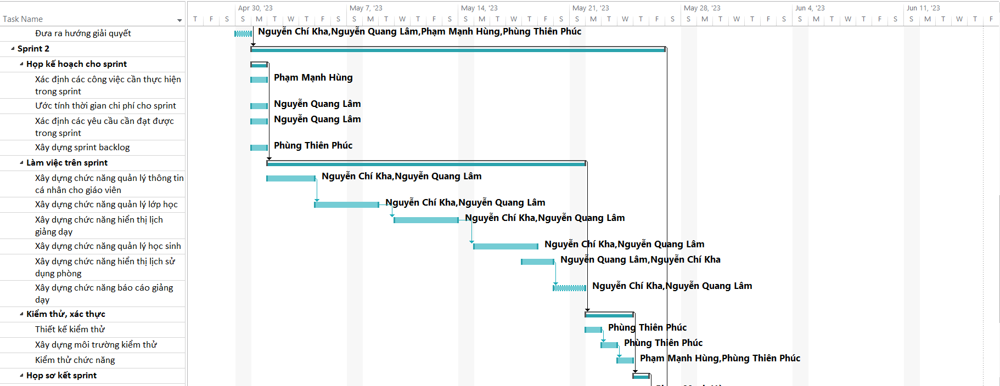 Apr 30, '23 May 7, '23 May 14, '23 May 21, '23 May 28, '23 Jun 4, '23 Jun 11, '23
Task Name T F S S M T W T F S S M T W T F S S M T W T F S S M T W T F S S M T W T F S S M T W T F S S M T W T F
Đưa ra hướng giải quyết Nguyễn Chí Kha,Nguyễn Quang Lâm,Phạm Mạnh Hùng,Phùng Thiên Phúc
Sprint 2
Họp kế hoạch cho sprint
Xác định các công việc cần thực hiện Phạm Mạnh Hùng
trong sprint
Ước tính thời gian chi phí cho sprint Nguyễn Quang Lâm
Xác định các yêu cầu cần đạt được Nguyễn Quang Lâm
trong sprint
Xây dựng sprint backlog Phùng Thiên Phúc
Làm việc trên sprint
Xây dựng chức năng quản lý thông tin Nguyễn Chí Kha,Nguyễn Quang Lâm
cá nhân cho giáo viên
Xây dựng chức năng quản lý lớp học Nguyễn Chí Kha,Nguyễn Quang Lâm
Xây dựng chức năng hiển thị lịch Nguyễn Chí Kha,Nguyễn Quang Lâm
giảng dạy
Xây dựng chức năng quản lý học sinh Nguyễn Chí Kha,Nguyễn Quang Lâm
Xây dựng chức năng hiển thị lịch sử Nguyễn Quang Lâm,Nguyễn Chí Kha
dụng phòng
Xây dựng chức năng báo cáo giảng Nguyễn Chí Kha,Nguyễn Quang Lâm
dạy
Kiểm thử, xác thực
Thiết kế kiểm thử Phùng Thiên Phúc
Xây dựng môi trường kiểm thử Phùng Thiên Phúc
Kiểm thử chức năng Phạm Mạnh Hùng,Phùng Thiên Phúc
Họp sơ kết sprint